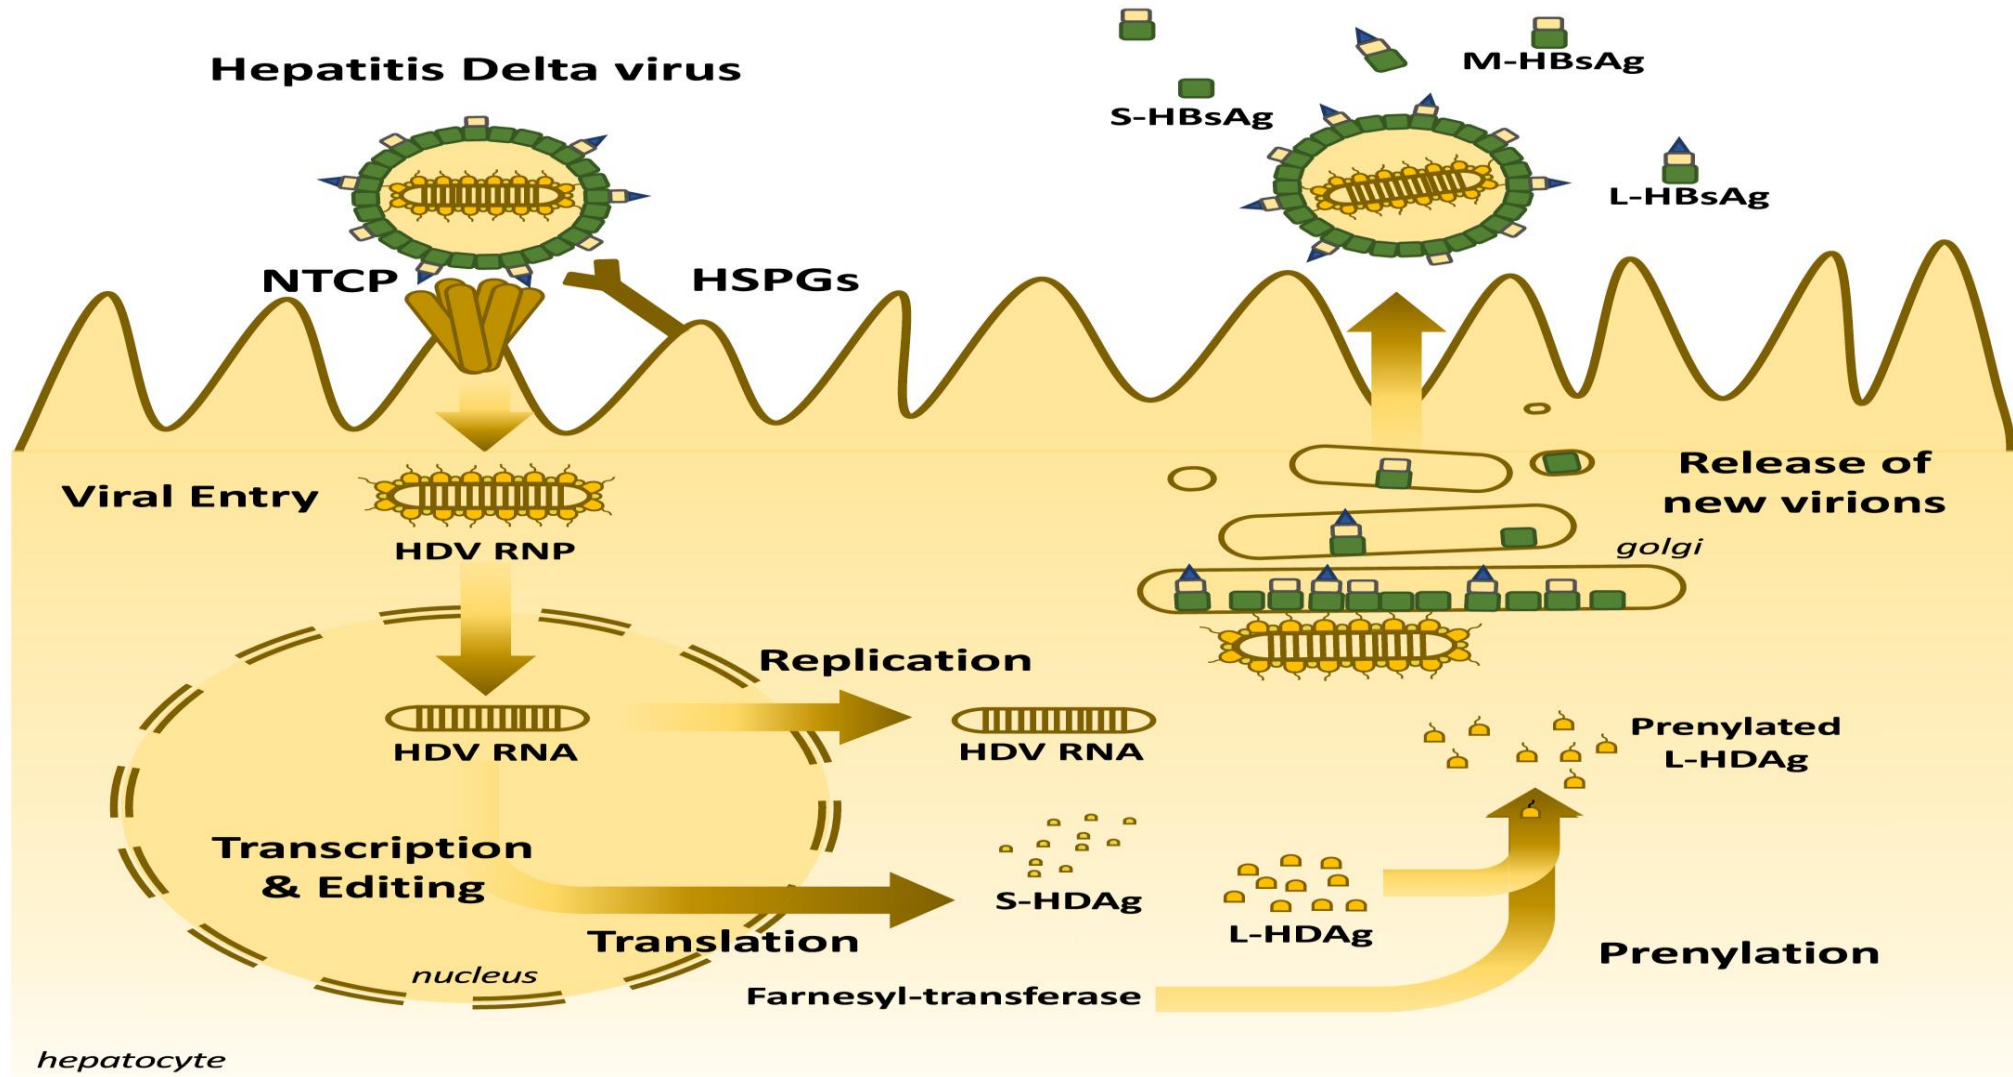 Hepatitis Delta virus
M-HBsAg
S-HBsAg
L-HBsAg
NTCP
HSPGs
Viral Entry
HDV RNP
Release of
new virions
golgi
Replication
HDV RNA
HDV RNA
Prenylated
L-HDAg
Transcription
& Editing
S-HDAg
L-HDAg
Translation
Prenylation
nucleus
Farnesyl-transferase
hepatocyte